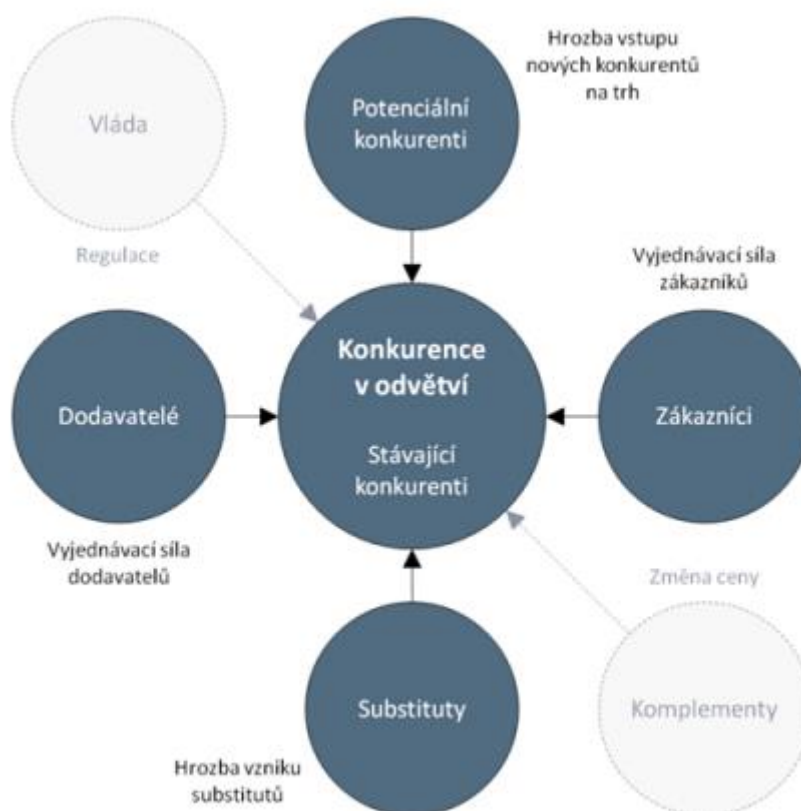 Hrozba vstupu
nových konkurentů
na trh
Vláda
Potenciální
konkurenti
Regulace
Vyjednávací síla
zákazníků
Konkurence
v odvětví
Dodavatelé
Zákazníci
Stávající
konkurenti
Vyjednávací síla
dodavatelů
Změna ceny
Substituty
Komplementy
Hrozba vzniku
substitutů